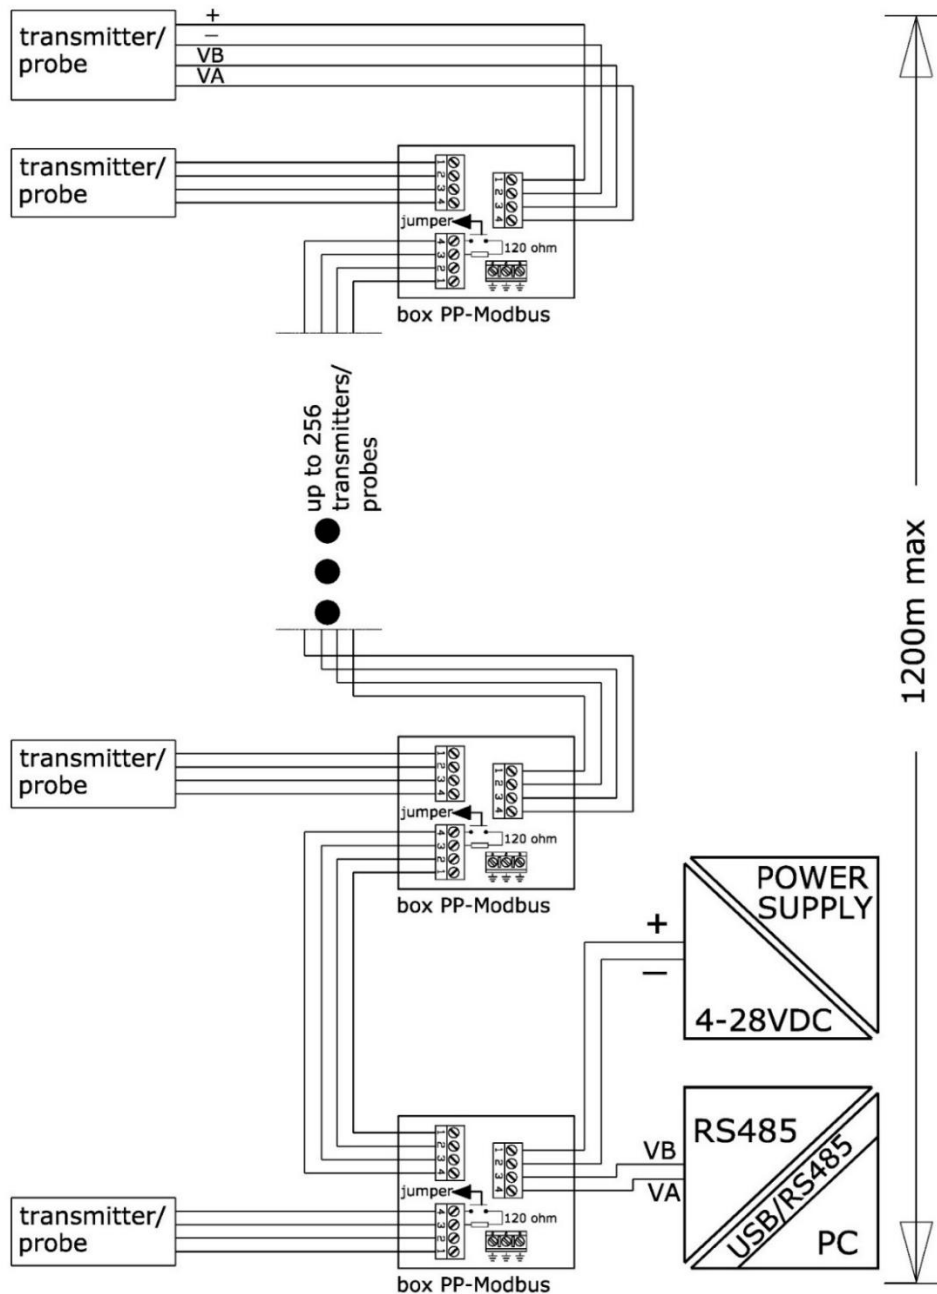 transmitter/
probe
+
−
VB
VA
transmitter/
probe
1
2
3
4
1
2
3
4
jumper
4
3
2
1
120 ohm
box PP-Modbus
up to 256
transmitters/
probes
1200m max
transmitter/
probe
1
2
3
4
1
2
3
4
jumper
4
3
2
1
120 ohm
box PP-Modbus
+
−
POWER
SUPPLY
4-28VDC
1
2
3
4
1
2
3
4
VB
VA
RS485
USB/RS485
PC
transmitter/
probe
jumper
4
3
2
1
120 ohm
box PP-Modbus